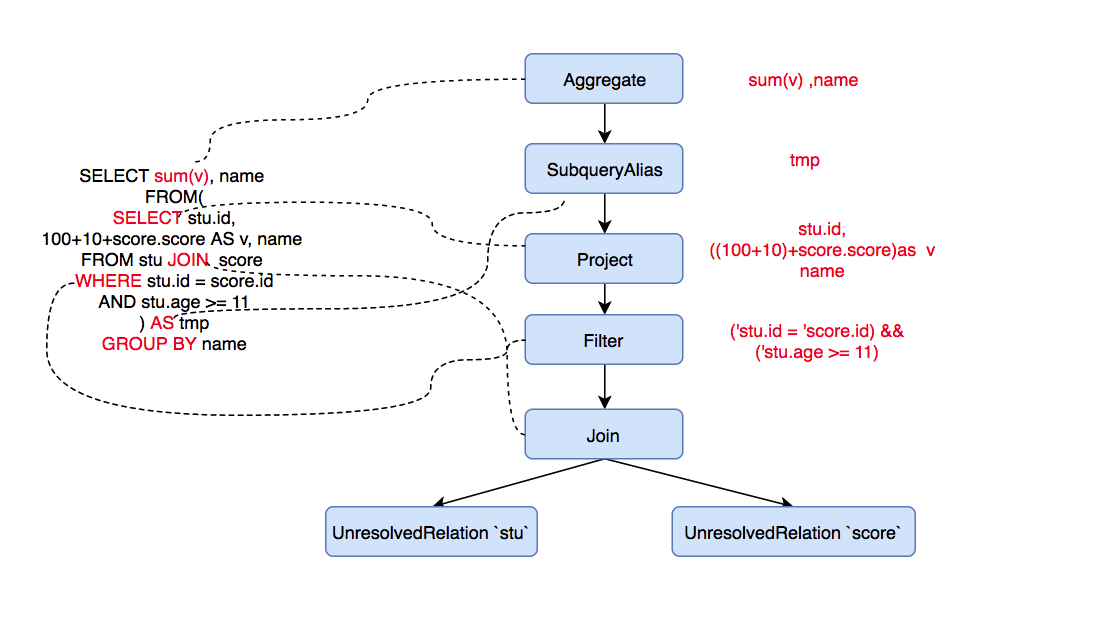 SELECT sum(v), name
FROM(
SELECT stu.id,
100+10+score.score AS v, name
FROM stu JOIN score
WHERE stu.id = score.id
AND stu.age >= 11
) AS tmp
GROUP BY name
Aggregate
sum(v) ,name
SubqueryAlias
tmp
Project
stu.id,
((100+10)+score.score)as v
name
Filter
('stu.id = 'score.id) &&
('stu.age >= 11)
Join
UnresolvedRelation `stu`
UnresolvedRelation `score`